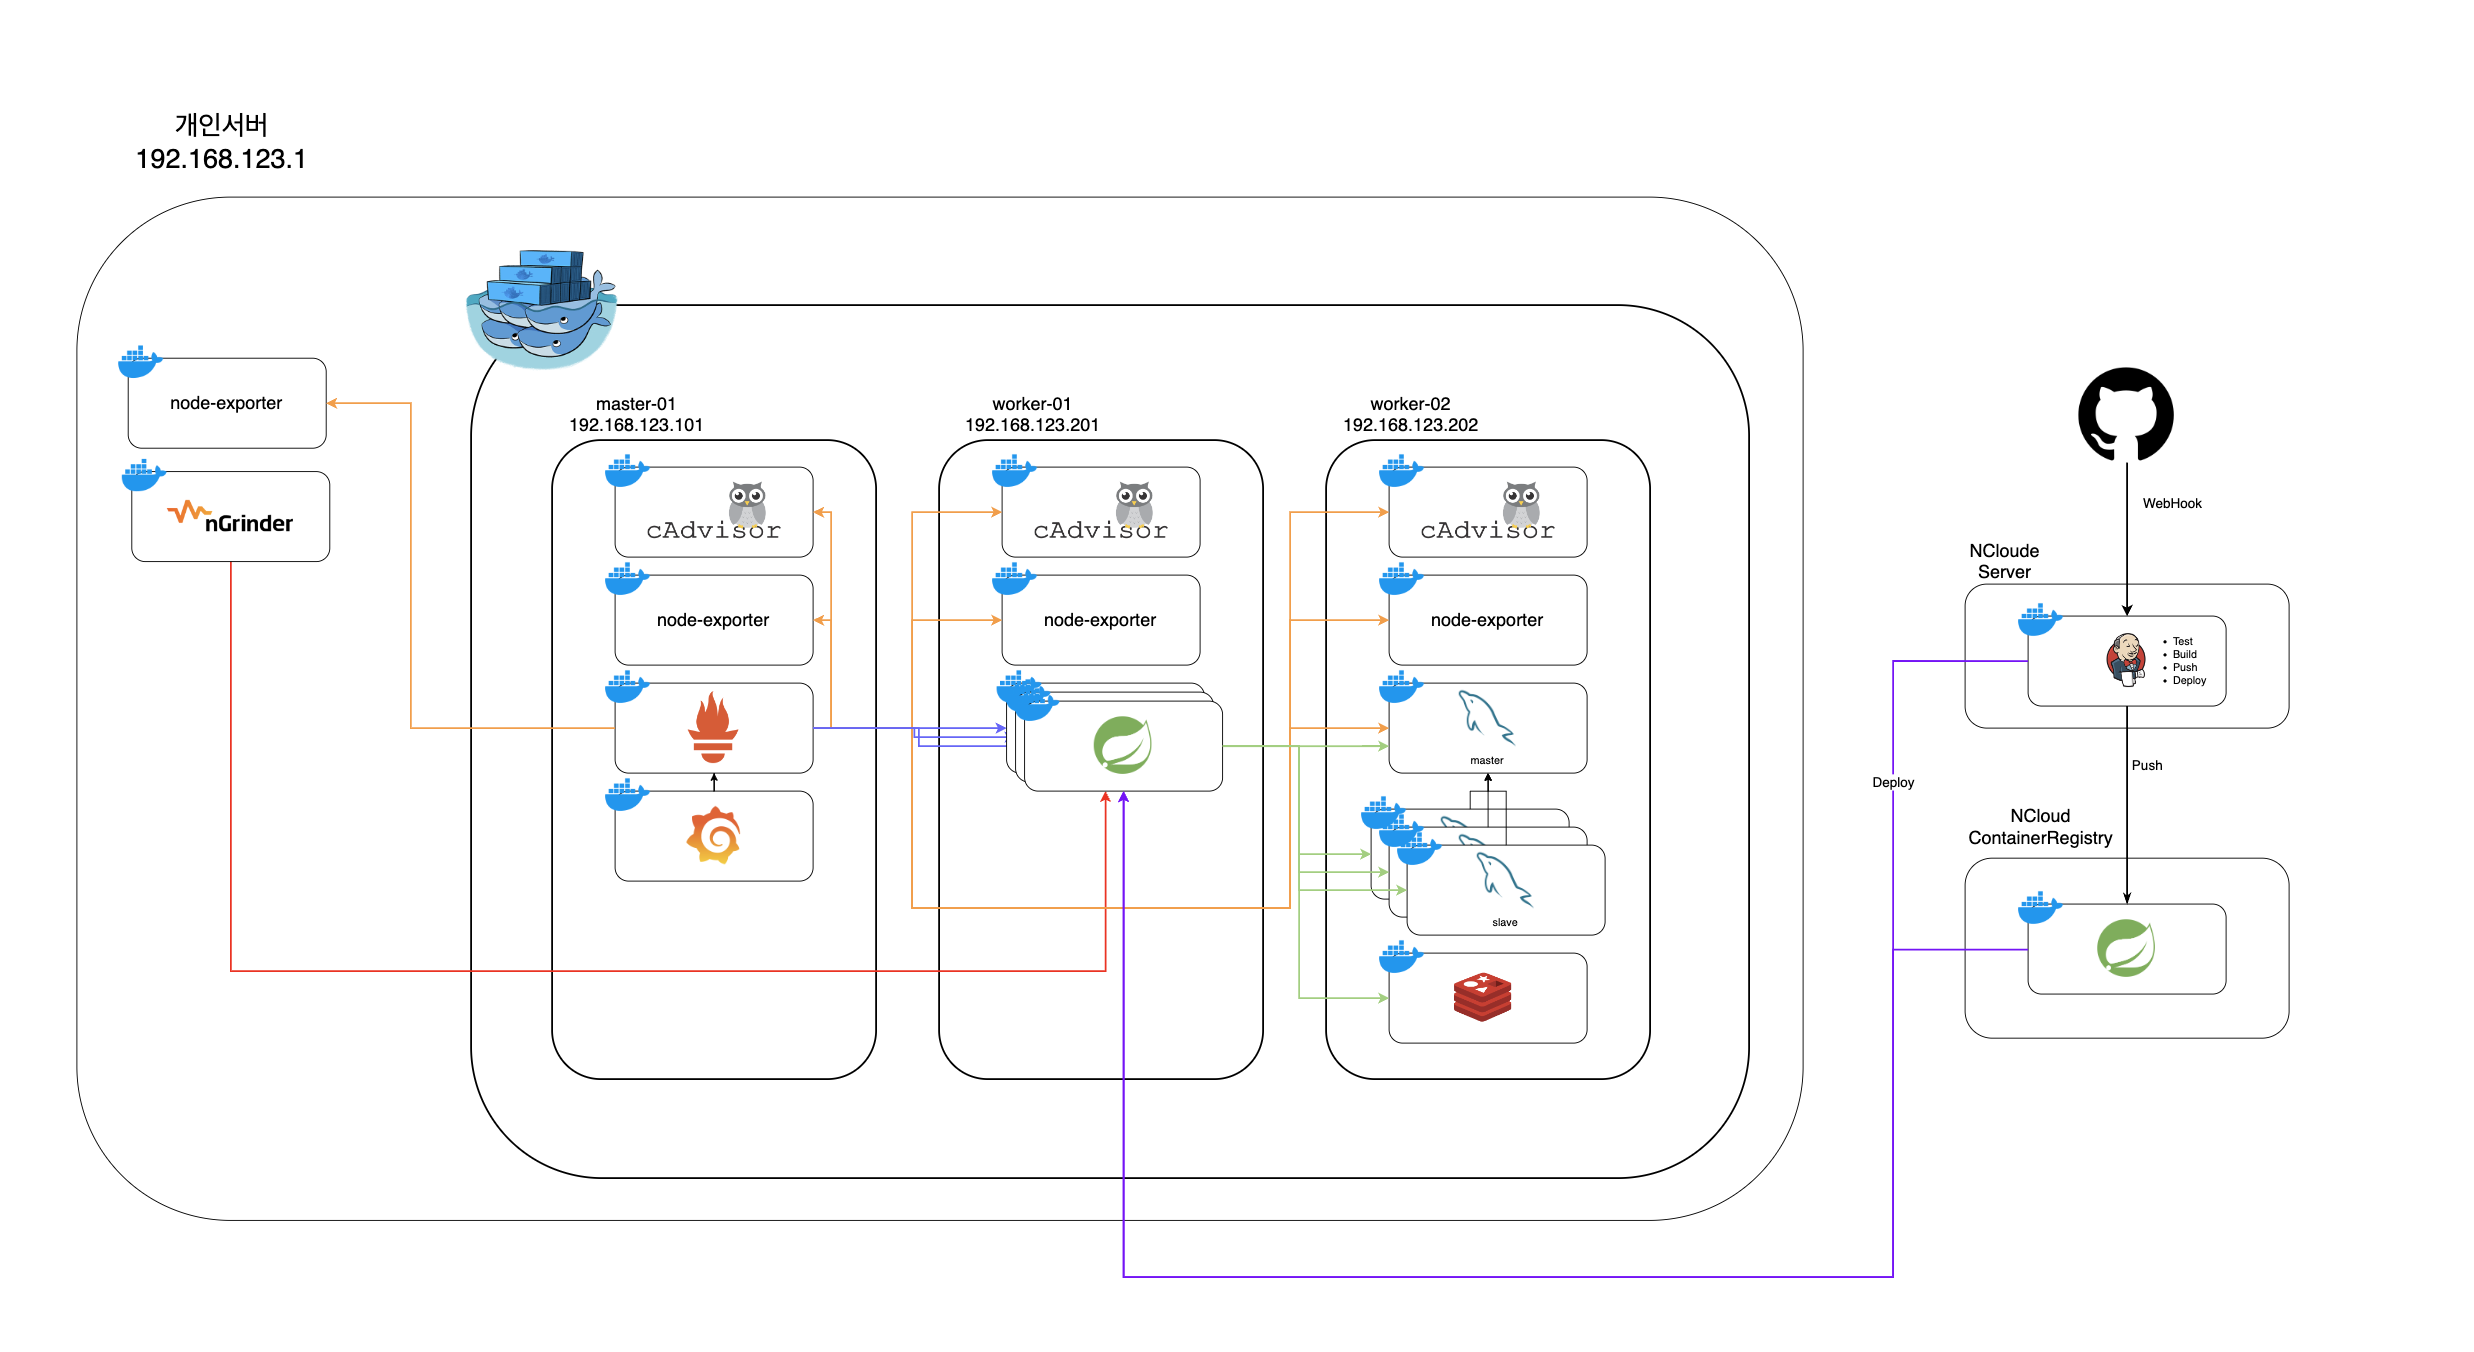 개인서버
192.168.123.1
node-exporter
nGrinder
master-01
192.168.123.101
cAdvisor
node-exporter
worker-01
192.168.123.201
cAdvisor
node-exporter
worker-02
192.168.123.202
cAdvisor
node-exporter
master
slave
WebHook
NCloude
Server
Test
Build
Push
Deploy
Push
Deploy
NCloud
ContainerRegistry